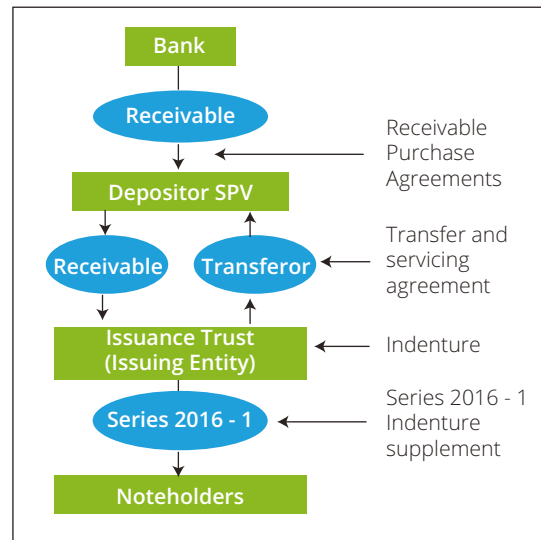 Bank
Receivable
Receivable
Purchase
Agreements
Depositor SPV
Receivable
Transferor
Transfer and
servicing
agreement
Issuance Trust
(Issuing Entity)
Indenture
Series 2016 - 1
Series 2016 - 1
Indenture
supplement
Noteholders